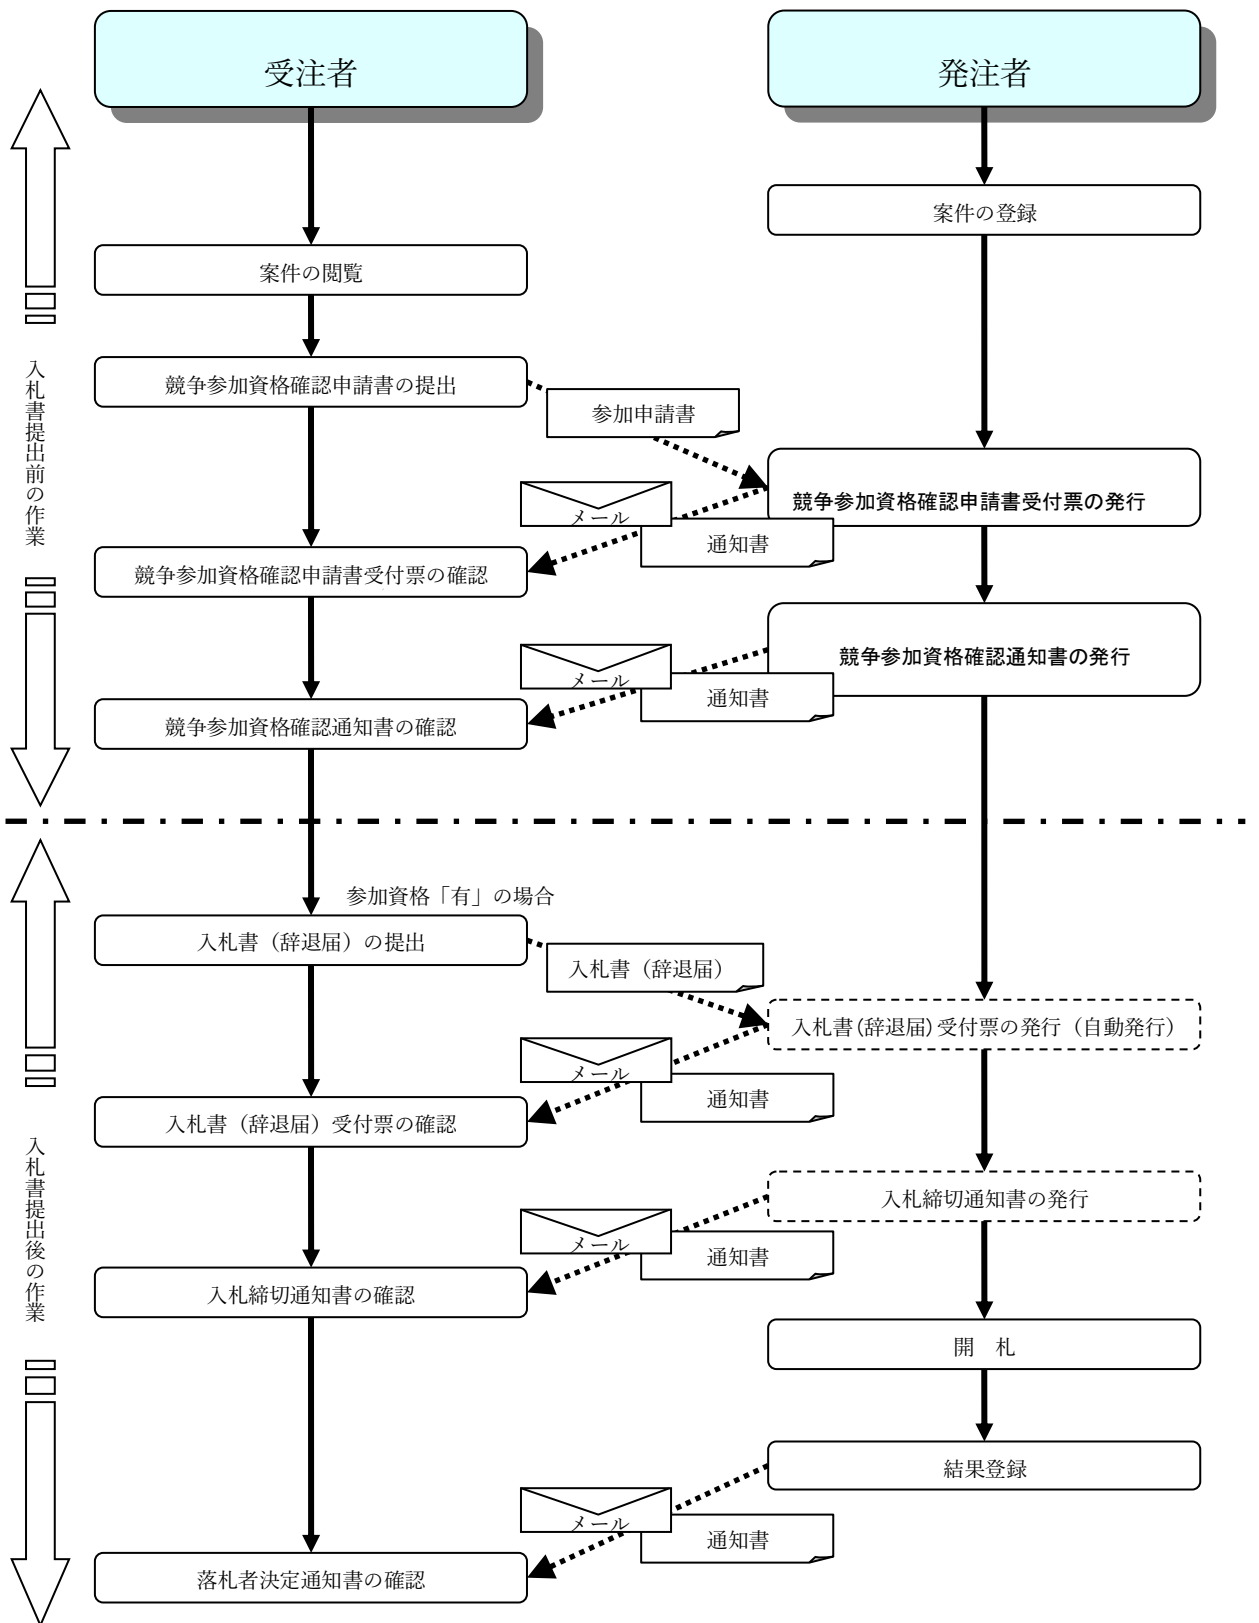 受注者
発注者
案件の登録
案件の閲覧
入札書提出前の作業
競争参加資格確認申請書の提出
参加申請書
競争参加資格確認申請書受付票の発行
メール
通知書
競争参加資格確認申請書受付票の確認
競争参加資格確認通知書の発行
メール
通知書
競争参加資格確認通知書の確認
参加資格「有」の場合
入札書（辞退届）の提出
入札書（辞退届）
入札書(辞退届)受付票の発行（自動発行）
メール
通知書
入札書（辞退届）受付票の確認
入札書提出後の作業
入札締切通知書の発行
メール
通知書
入札締切通知書の確認
開　札
結果登録
メール
通知書
落札者決定通知書の確認